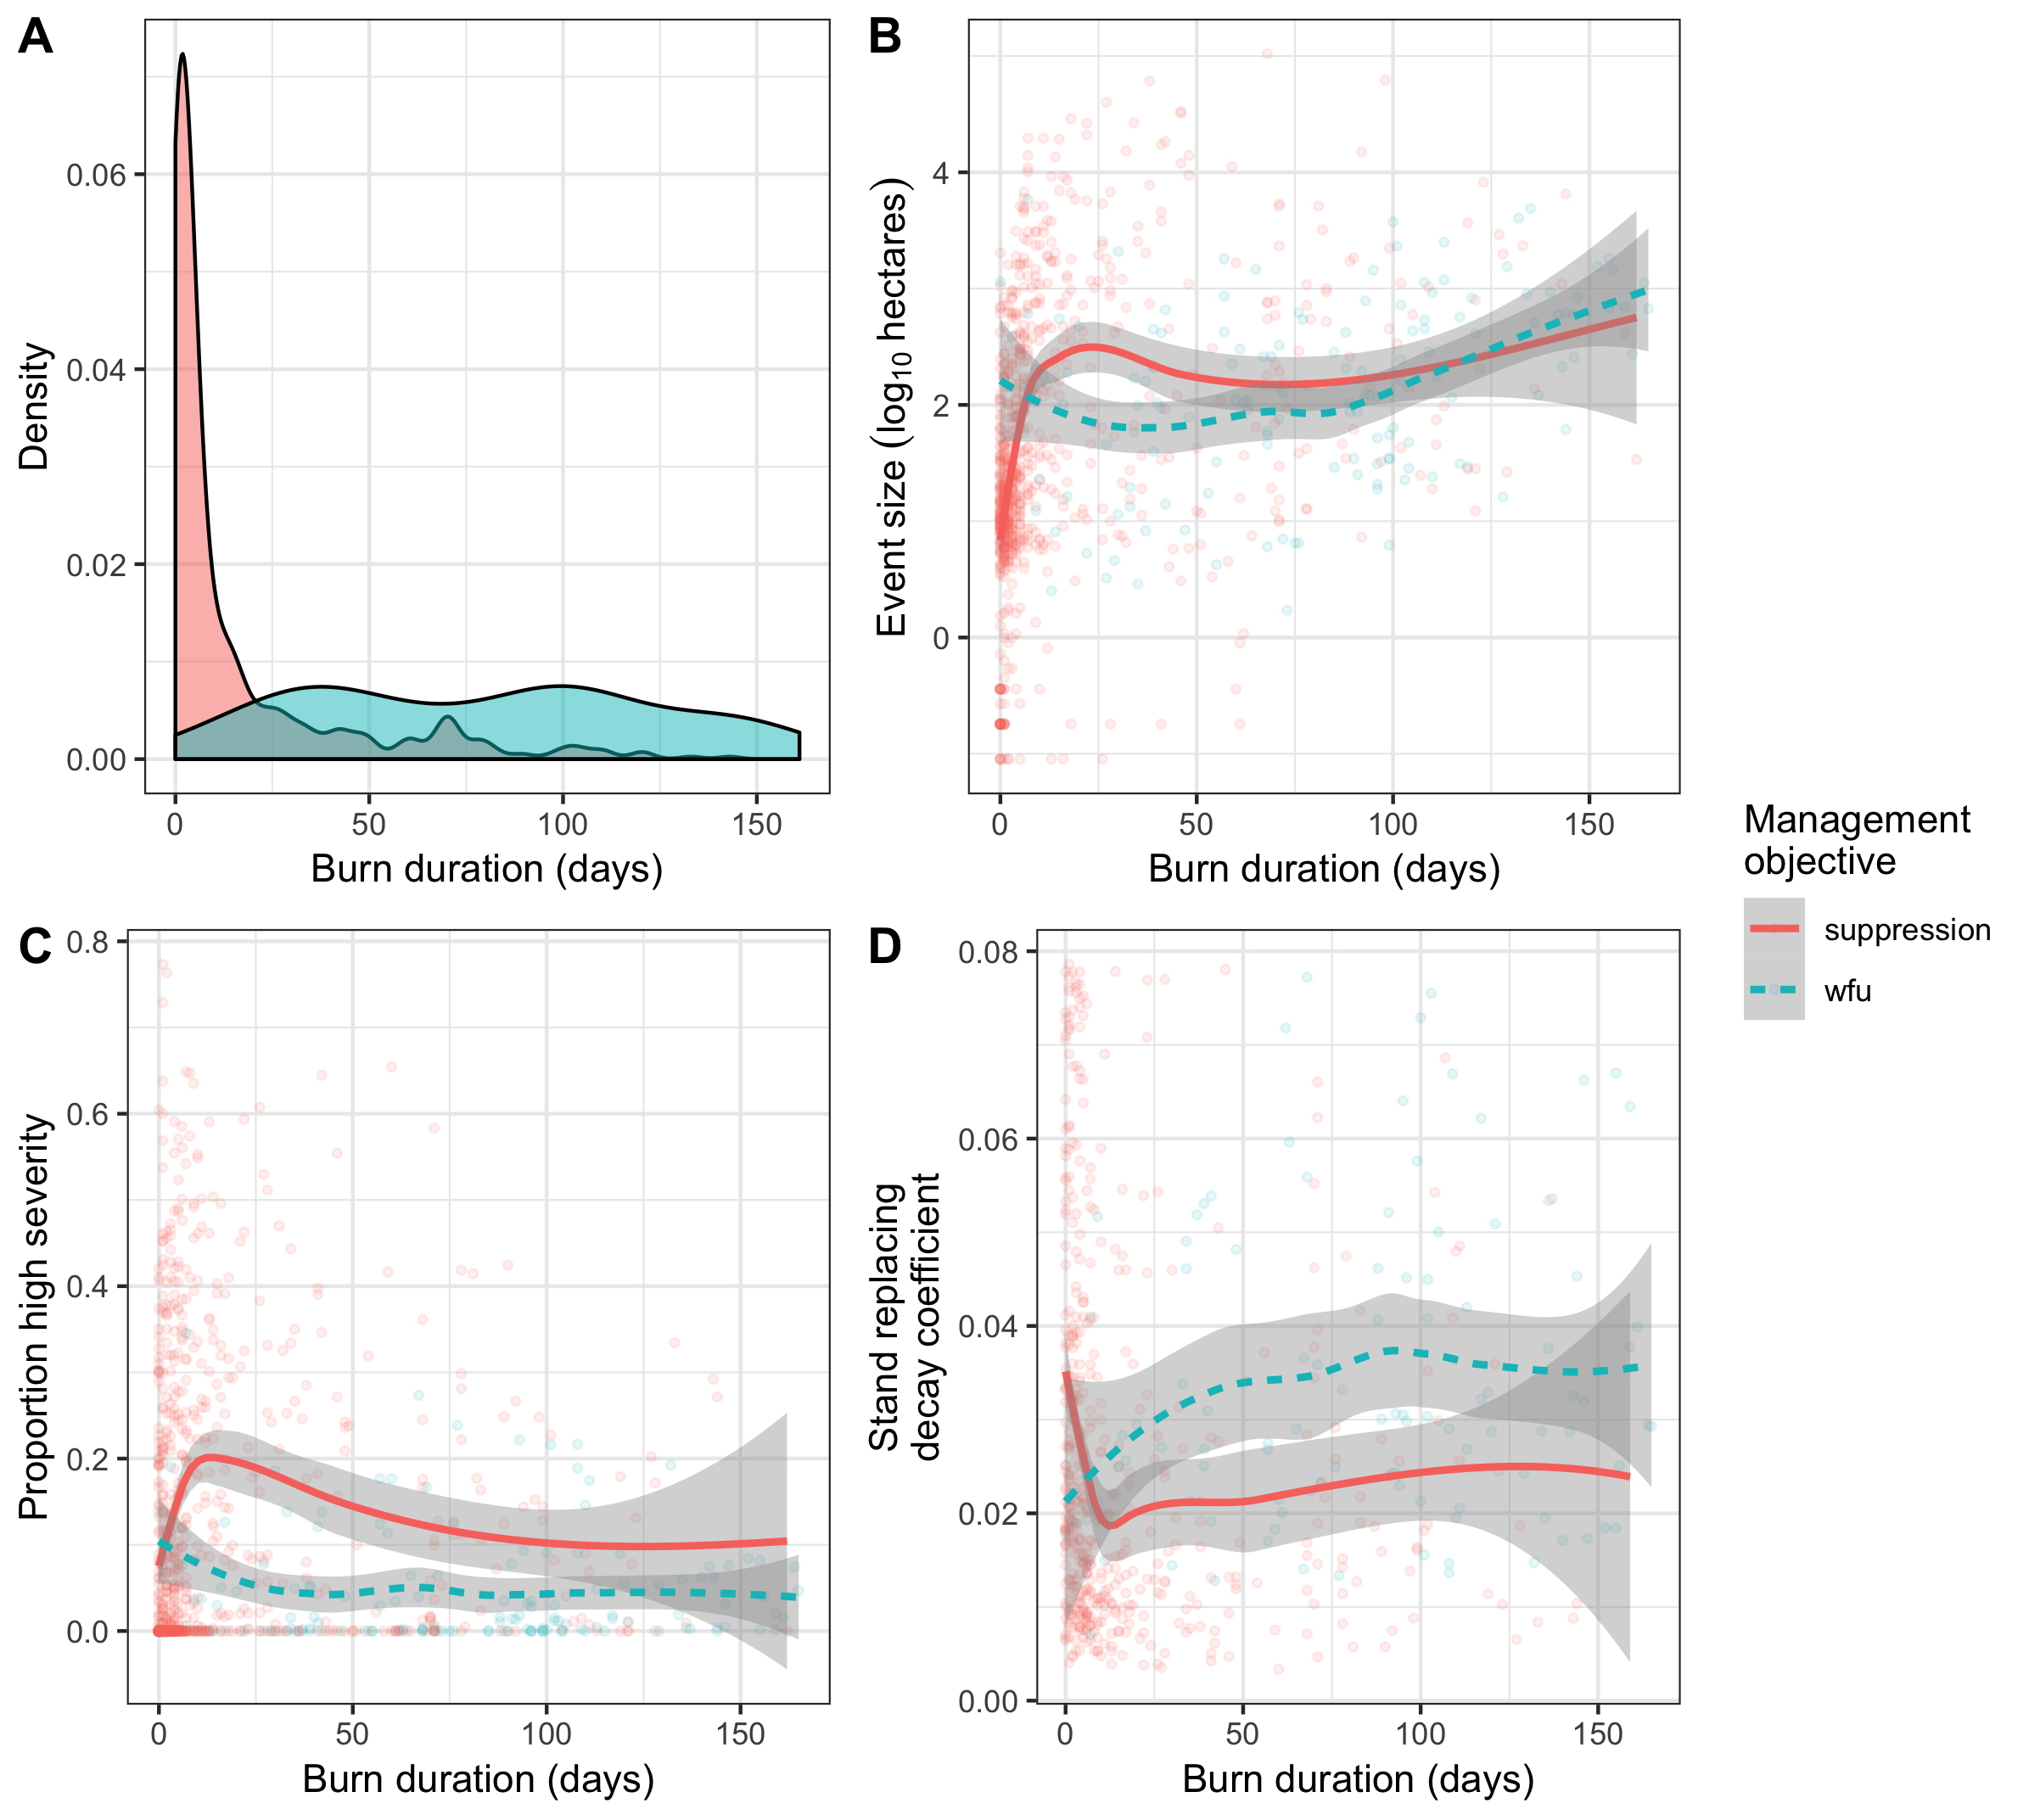 A
0.06
0.04
0.02
0.00
Density
0 50 100 150
Burn duration (days)
B
4
2
0
Event size (log10 hectares)
0 50 100 150
Burn duration (days)
C
0.8
0.6
0.4
0.2
0.0
Proportion high severity
0 50 100 150
Burn duration (days)
D
0.08
0.06
0.04
0.02
0.00
Stand replacing
decay coefficient
0 50 100 150
Burn duration (days)
Management
objective
suppression
wfu